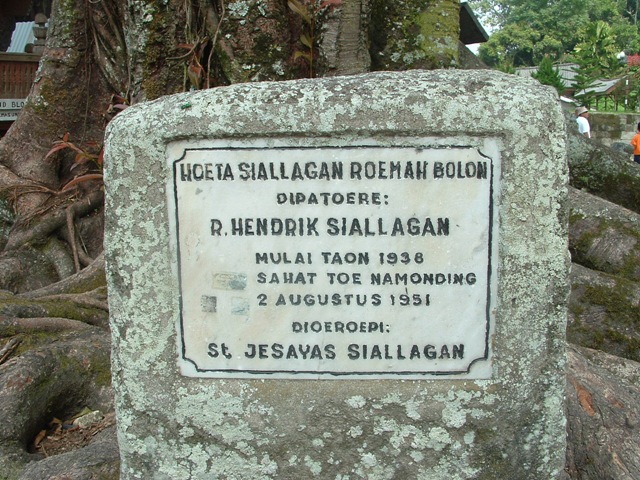 HOETA SIALLAGAN ROEMAH BOLON
DIPATOERE:
R. HENDRIK SIALLAGAN
MULAI TAON 1938
SAHAT TOE NAMONDING
2 AUGUSTUS 1951
DIOEROEPI:
St. JESAYAS SIALLAGAN